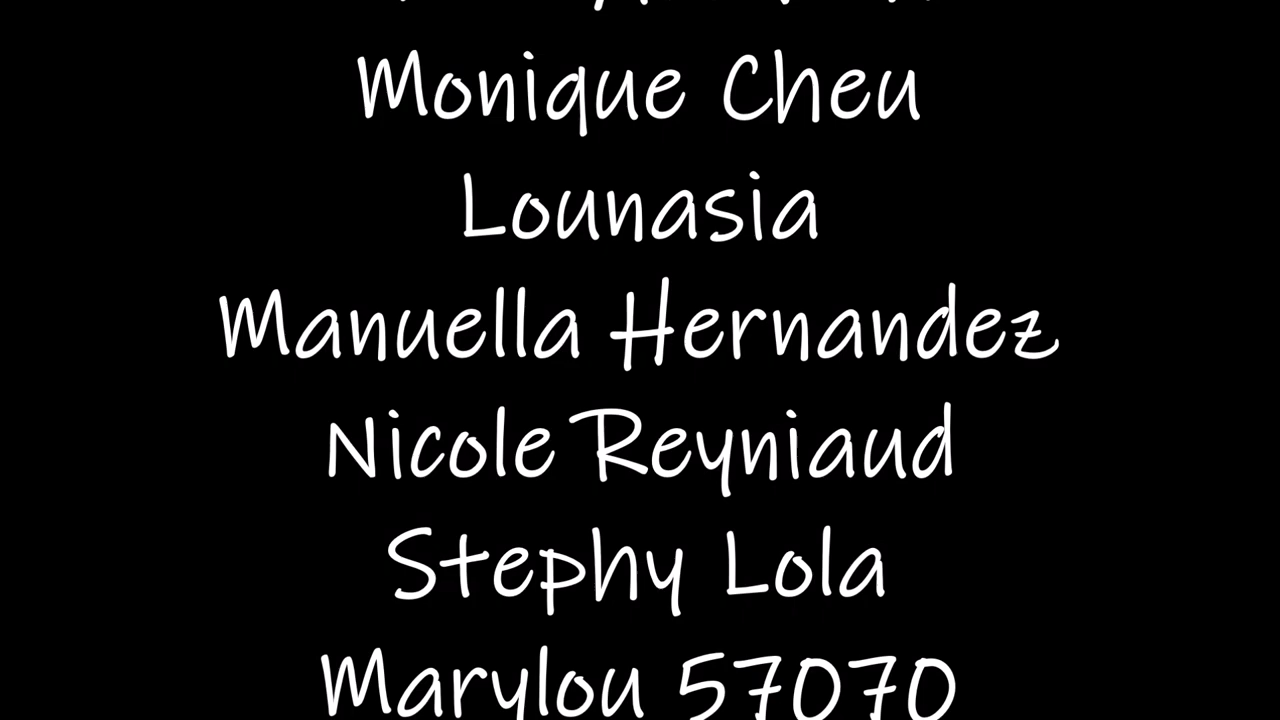 Monique Cheu
Lounasia
Manuella Hernandez
Nicole Reyniaud
Stephy Lola
Marylou 57070